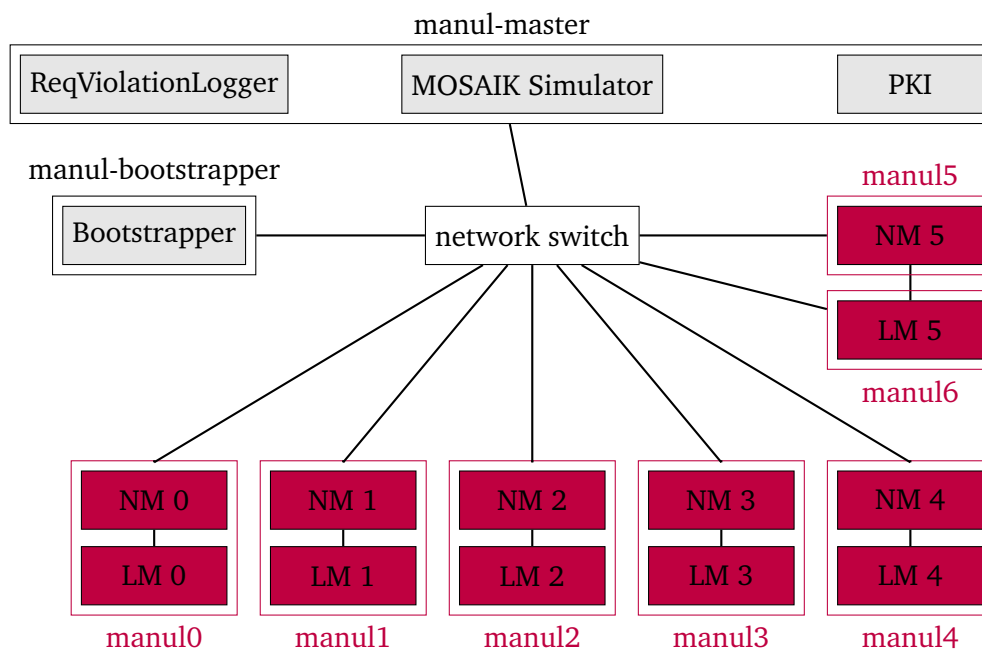 manul-master
ReqViolationLogger
MOSAIK Simulator
PKI
manul-bootstrapper
manul5
Bootstrapper
network switch
NM 5
LM 5
manul6
NM 0
NM 1
NM 2
NM 3
NM 4
LM 0
LM 1
LM 2
LM 3
LM 4
manul0
manul1
manul2
manul3
manul4